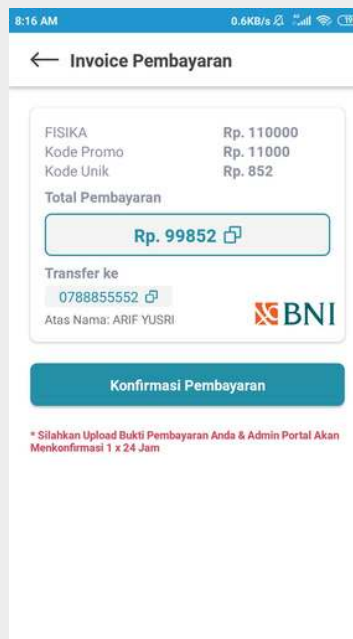 8:16 AM 0.6KB/s
← Invoice Pembayaran
FISIKA Rp. 110000
Kode Promo Rp. 11000
Kode Unik Rp. 852
Total Pembayaran
Rp. 99852
Transfer ke
0788855552
Atas Nama: ARIF YUSRI
BNI
Konfirmasi Pembayaran
* Silahkan Upload Bukti Pembayaran Anda & Admin Portal Akan
Menkonfirmasi 1 x 24 Jam